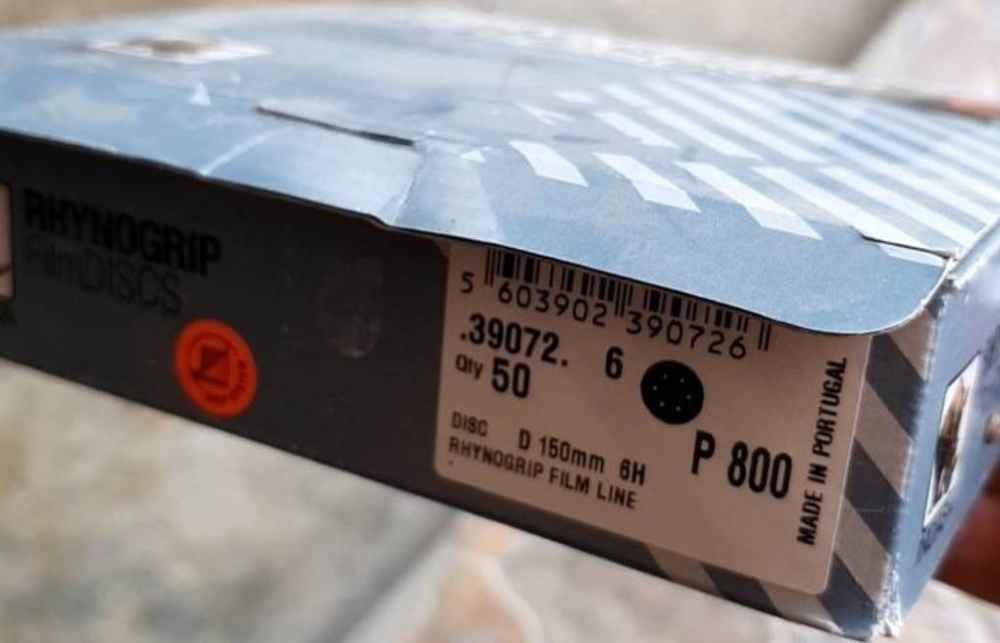 RHYNOGRIP
FilmDISCS
5 603902 390726
.39072. 6
Qty 50
DISC D 150mm 6H
P 800
RHYNOGRIP FILM LINE
MADE IN PORTUGAL